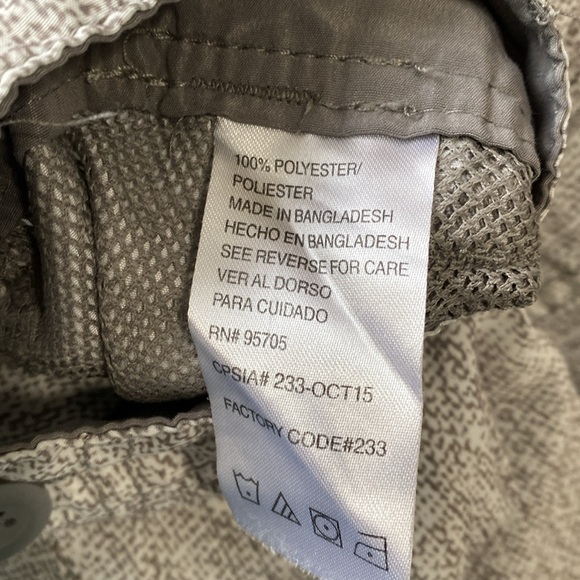 100% POLYESTER/
POLIESTER
MADE IN BANGLADESH
HECHO EN BANGLADESH
SEE REVERSE FOR CARE
VER AL DORSO
PARA CUIDADO
RN# 95705
CPSIA# 233-OCT15
FACTORY CODE#233